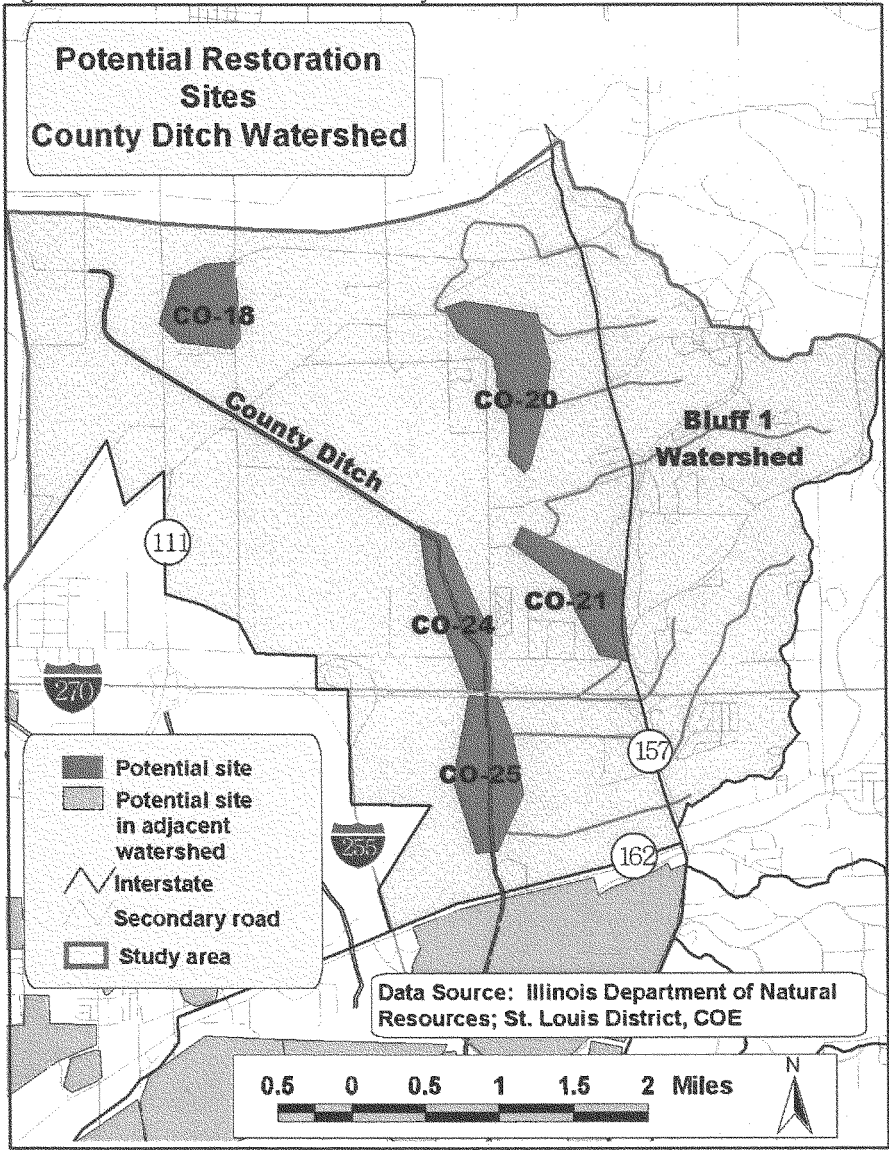 Potential Restoration
Sites
County Ditch Watershed
CO-18
CO-20
County Ditch
Bluff 1
Watershed
111
CO-21
CO-24
270
157
CO-25
255
162
Potential site
Potential site
in adjacent
watershed
Interstate
Secondary road
Study area
Data Source: Illinois Department of Natural
Resources; St. Louis District, COE
0.5 0 0.5 1 1.5 2 Miles
N